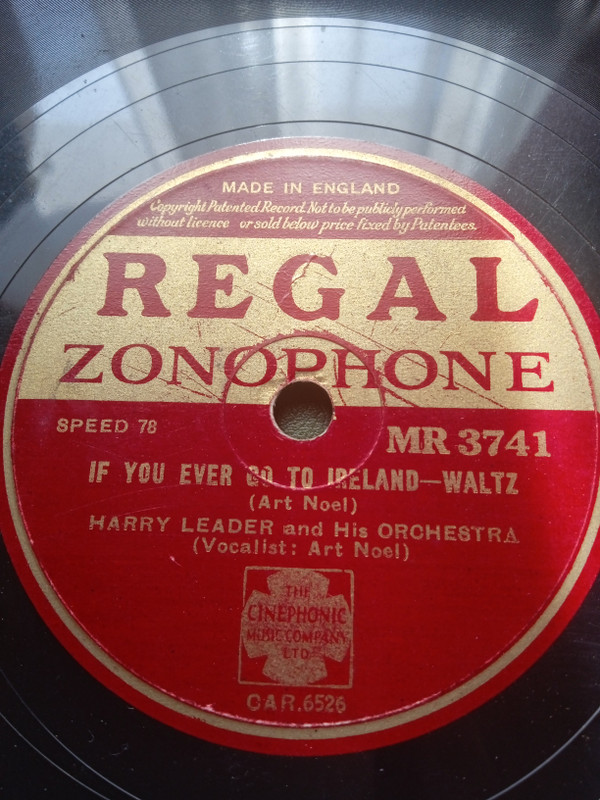 MADE IN ENGLAND
Copyright Patented Record. Not to be publicly performed
without licence or sold below price fixed by Patentees.
REGAL
ZONOPHONE
SPEED 78
MR 3741
IF YOU EVER GO TO IRELAND—WALTZ
(Art Noel)
HARRY LEADER and His ORCHESTRA
(Vocalist: Art Noel)
THE
CINEPHONIC
MUSIC COMPANY
LTD
CAR.6526